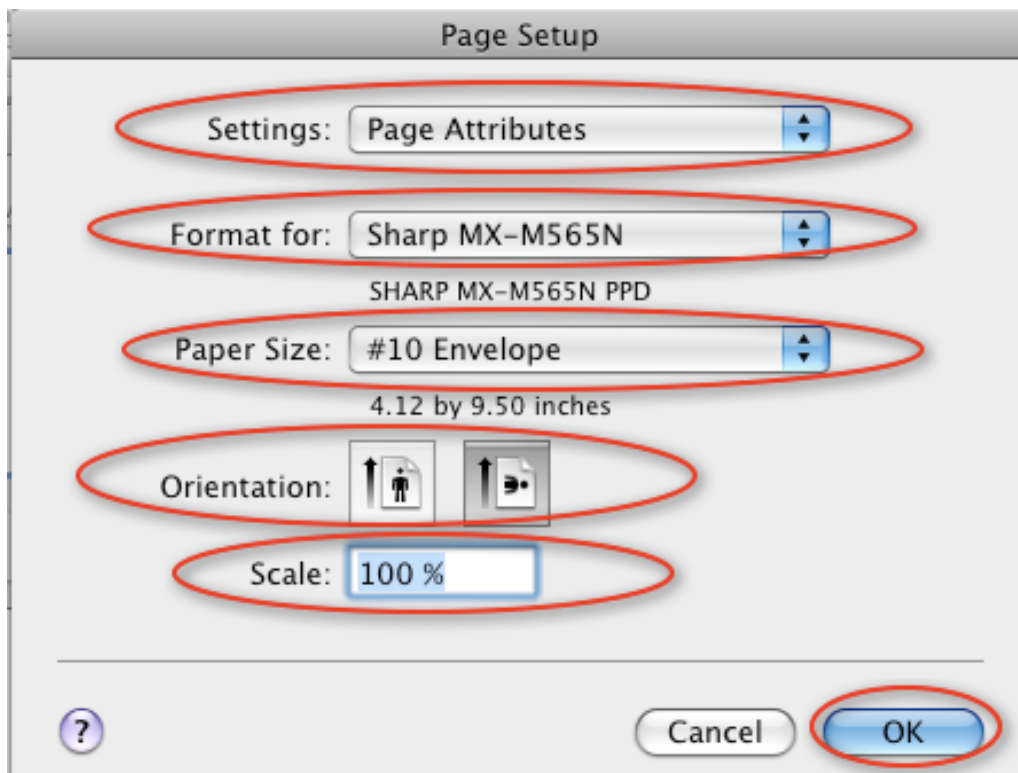 Page Setup
Settings: Page Attributes
Format for: Sharp MX-M565N
SHARP MX-M565N PPD
Paper Size: #10 Envelope
4.12 by 9.50 inches
Orientation:
Scale: 100 %
? Cancel OK